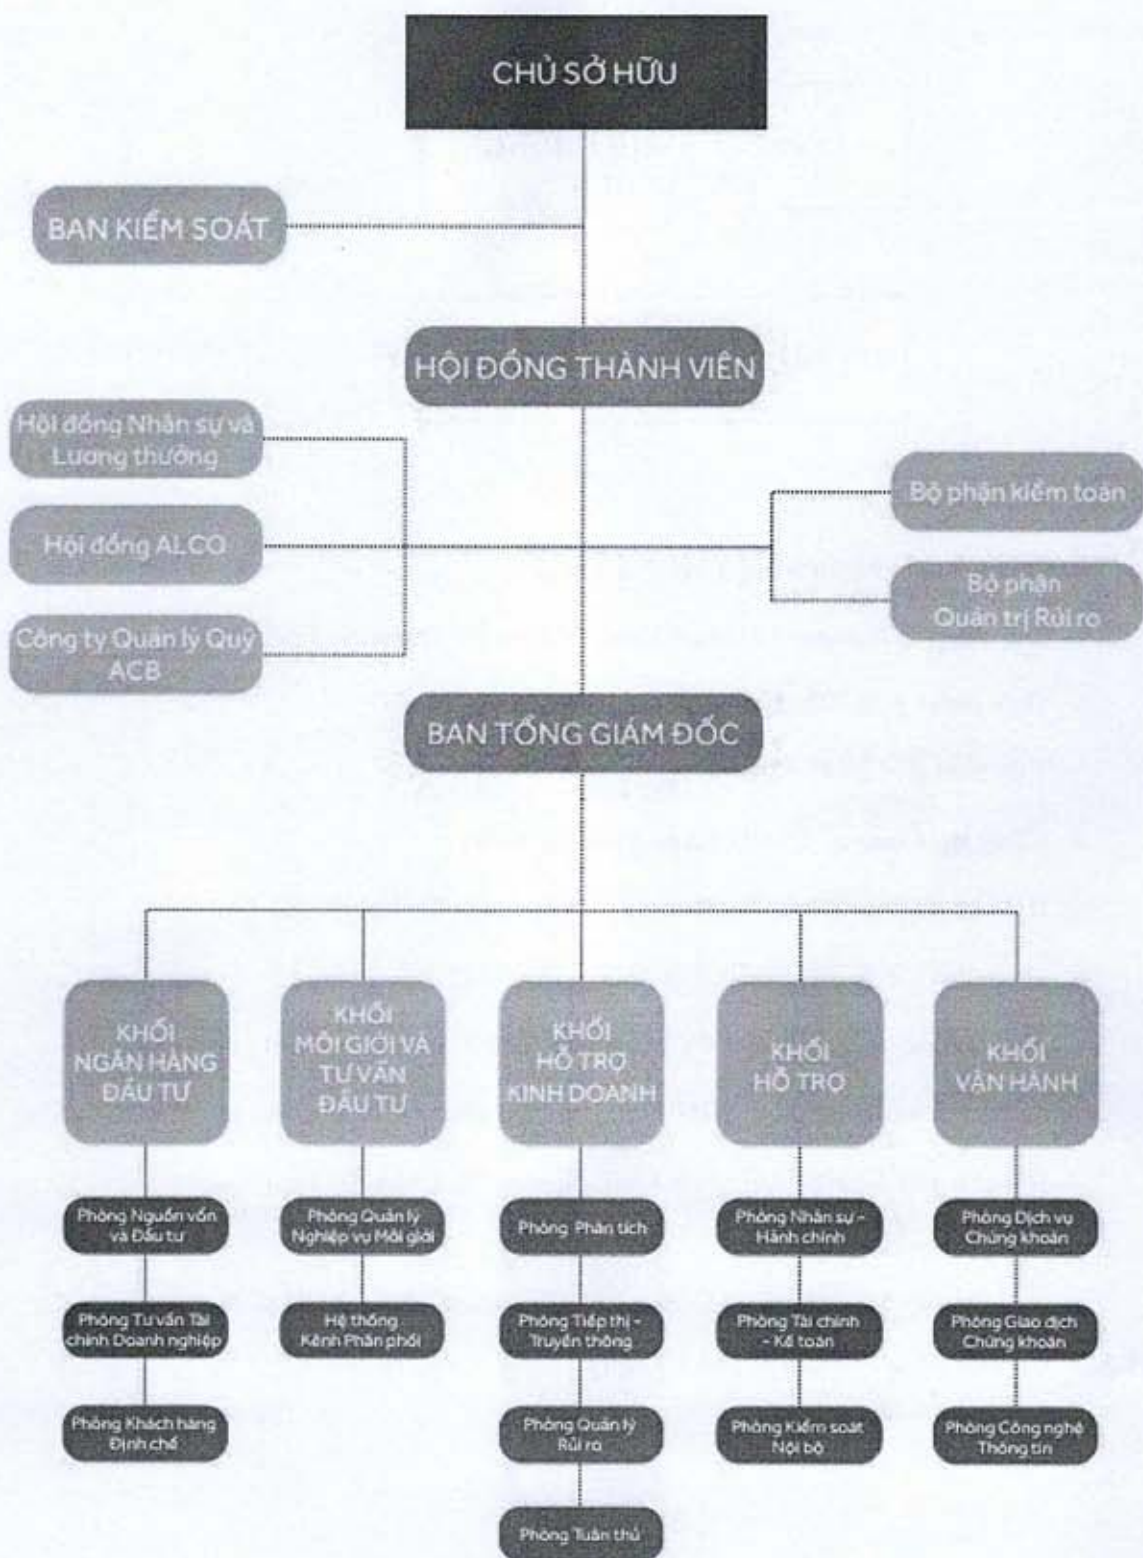 CHỦ SỞ HỮU
BAN KIỂM SOÁT
HỘI ĐỒNG THÀNH VIÊN
Hội đồng Nhân sự và
Lương thưởng
Bộ phận kiểm toán
Hội đồng ALCO
Bộ phận
Quản trị Rủi ro
Công ty Quản lý Quỹ
ACB
BAN TỔNG GIÁM ĐỐC
KHỐI
NGÂN HÀNG
ĐẦU TƯ
KHỐI
MÔI GIỚI VÀ
TƯ VẤN
ĐẦU TƯ
KHỐI
HỖ TRỢ
KINH DOANH
KHỐI
HỖ TRỢ
KHỐI
VẬN HÀNH
Phòng Nguồn vốn
và Đầu tư
Phòng Quản lý
Nghiệp vụ Môi giới
Phòng Phân tích
Phòng Nhân sự -
Hành chính
Phòng Dịch vụ
Chứng khoán
Phòng Tư vấn Tài
chính Doanh nghiệp
Hệ thống
Kênh Phân phối
Phòng Tiếp thị -
Truyền thông
Phòng Tài chính
- Kế toán
Phòng Giao dịch
Chứng khoán
Phòng Khách hàng
Định chế
Phòng Quản lý
Rủi ro
Phòng Kiểm soát
Nội bộ
Phòng Công nghệ
Thông tin
Phòng Tuân thủ